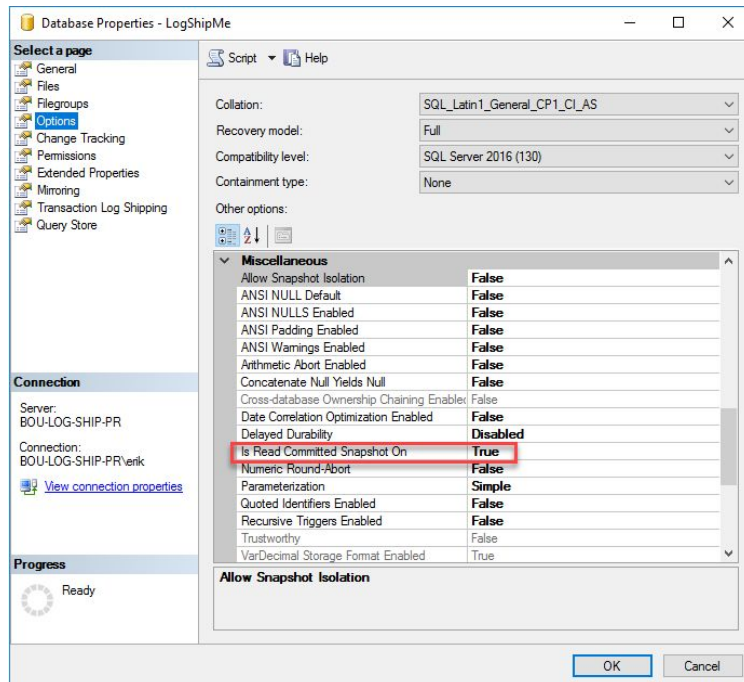 Database Properties - LogShipMe
Select a page
General
Files
Filegroups
Options
Change Tracking
Permissions
Extended Properties
Mirroring
Transaction Log Shipping
Query Store
Connection
Server:
BOU-LOG-SHIP-PR
Connection:
BOU-LOG-SHIP-PR\erik
View connection properties
Progress
Ready
Script Help
Collation: SQL_Latin1_General_CP1_CI_AS
Recovery model: Full
Compatibility level: SQL Server 2016 (130)
Containment type: None
Other options:
Miscellaneous
Allow Snapshot Isolation False
ANSI NULL Default False
ANSI NULLS Enabled False
ANSI Padding Enabled False
ANSI Warnings Enabled False
Arithmetic Abort Enabled False
Concatenate Null Yields Null False
Cross-database Ownership Chaining Enabled False
Date Correlation Optimization Enabled False
Delayed Durability Disabled
Is Read Committed Snapshot On True
Numeric Round-Abort False
Parameterization Simple
Quoted Identifiers Enabled False
Recursive Triggers Enabled False
Trustworthy False
VarDecimal Storage Format Enabled True
Allow Snapshot Isolation
OK Cancel